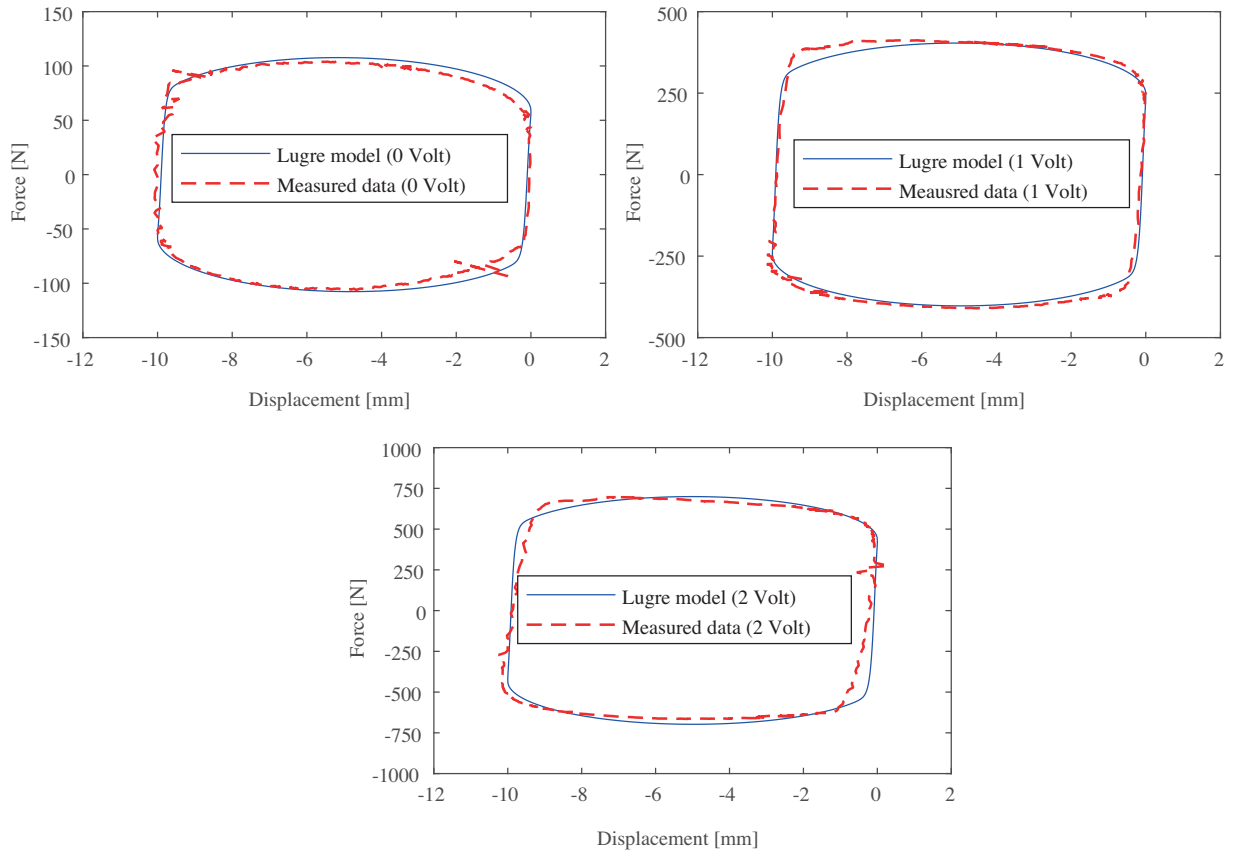 150
100
50
0
-50
-100
-150
Force [N]
Lugre model (0 Volt)
Measured data (0 Volt)
-12 -10 -8 -6 -4 -2 0 2
Displacement [mm]
500
250
0
-250
-500
Force [N]
Lugre model (1 Volt)
Meausred data (1 Volt)
-12 -10 -8 -6 -4 -2 0 2
Displacement [mm]
1000
750
500
250
0
-250
-500
-750
-1000
Force [N]
Lugre model (2 Volt)
Measured data (2 Volt)
-12 -10 -8 -6 -4 -2 0 2
Displacement [mm]